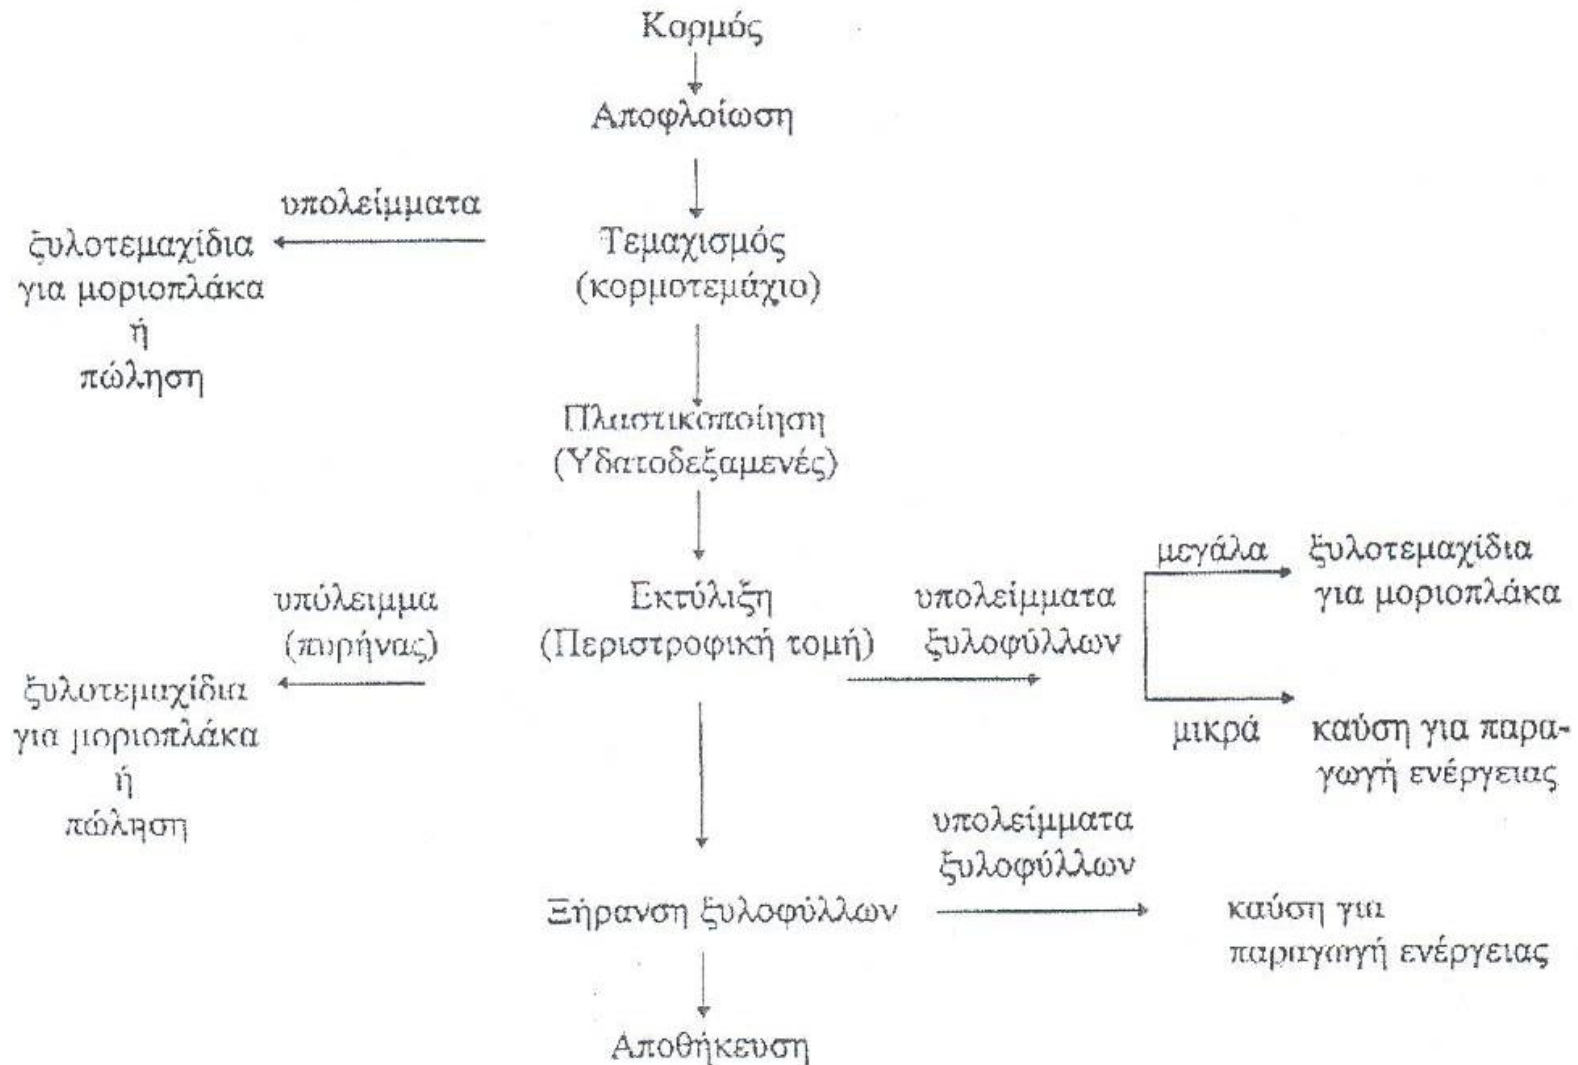 Κορμός
Αποφλοίωση
υπολείμματα
ξυλοτεμαχίδια
για μοριοπλάκα
ή
πώληση
Τεμαχισμός
(κορμοτεμάχιο)
Πλαστικοποίηση
(Υδατοδεξαμενές)
υπόλειμμα
(πυρήνας)
ξυλοτεμαχίδια
για μοριοπλάκα
ή
πώληση
Εκτύλιξη
(Περιστροφική τομή)
υπολείμματα
ξυλοφύλλων
μεγάλα
ξυλοτεμαχίδια
για μοριοπλάκα
μικρά
καύση για παρα-
γωγή ενέργειας
Ξήρανση ξυλοφύλλων
υπολείμματα
ξυλοφύλλων
καύση για
παραγωγή ενέργειας
Αποθήκευση